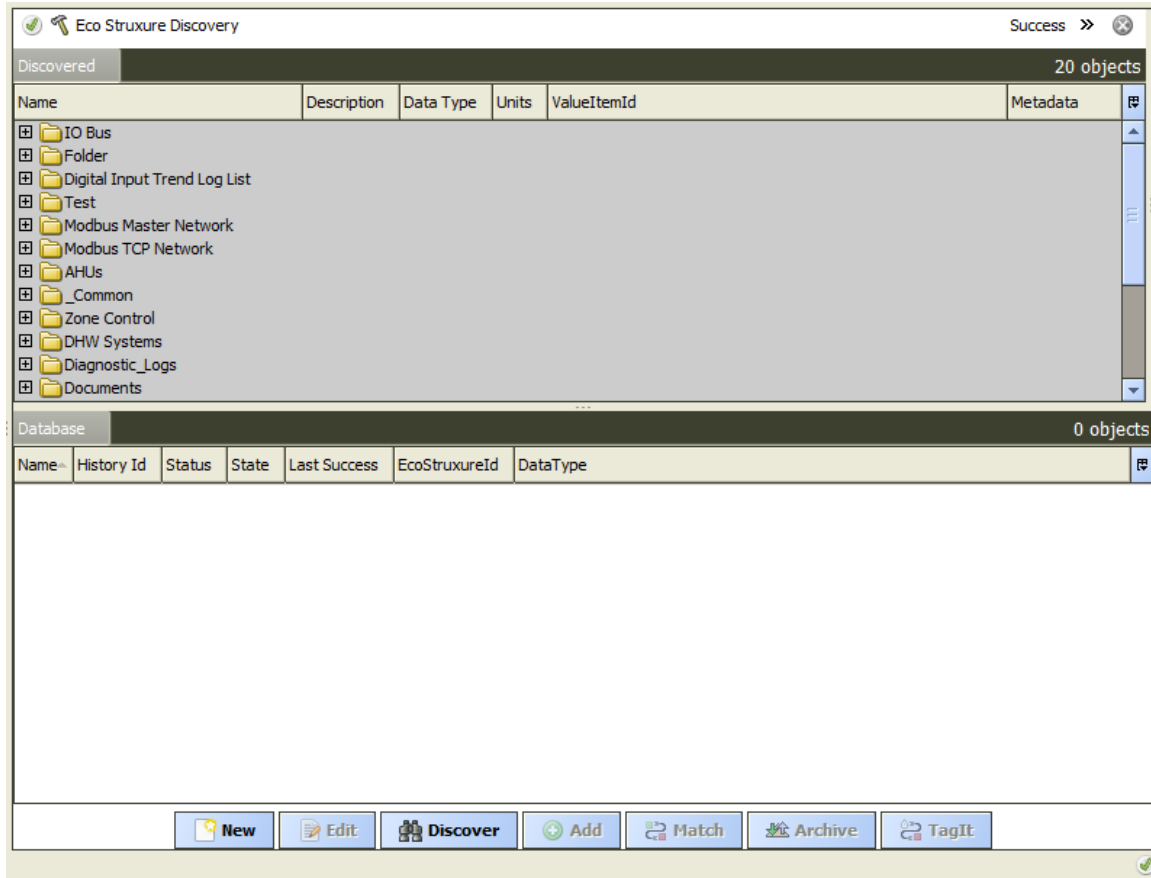 Eco Struxure Discovery Success »
Discovered 20 objects
Name Description Data Type Units ValueItemId Metadata
IO Bus
Folder
Digital Input Trend Log List
Test
Modbus Master Network
Modbus TCP Network
AHUs
_Common
Zone Control
DHW Systems
Diagnostic_Logs
Documents
Database 0 objects
Name History Id Status State Last Success EcoStruxureId DataType
New Edit Discover Add Match Archive TagIt